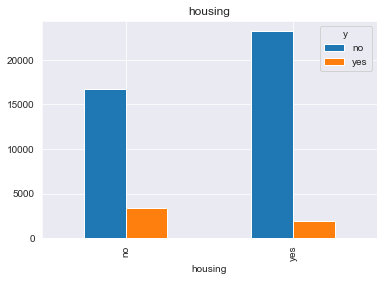 housing
y
no
yes
20000
15000
10000
5000
0
no
yes
housing